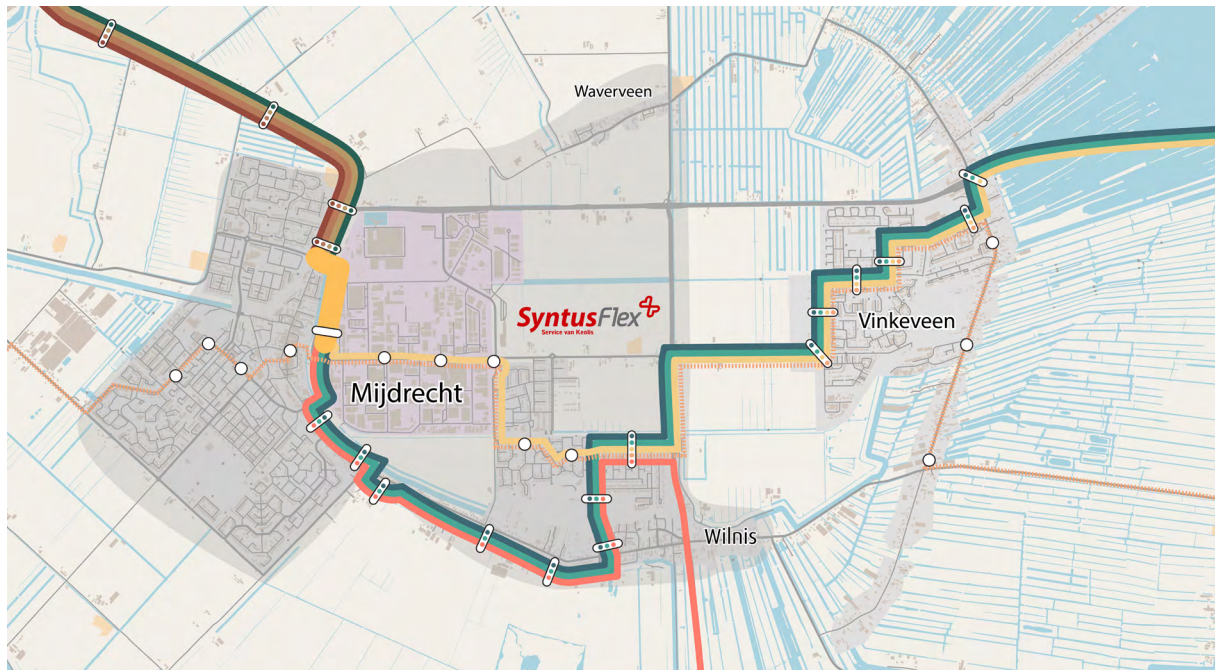 Waverveen
SyntusFlex
Service van Keolis
Vinkeveen
Mijdrecht
Wilnis